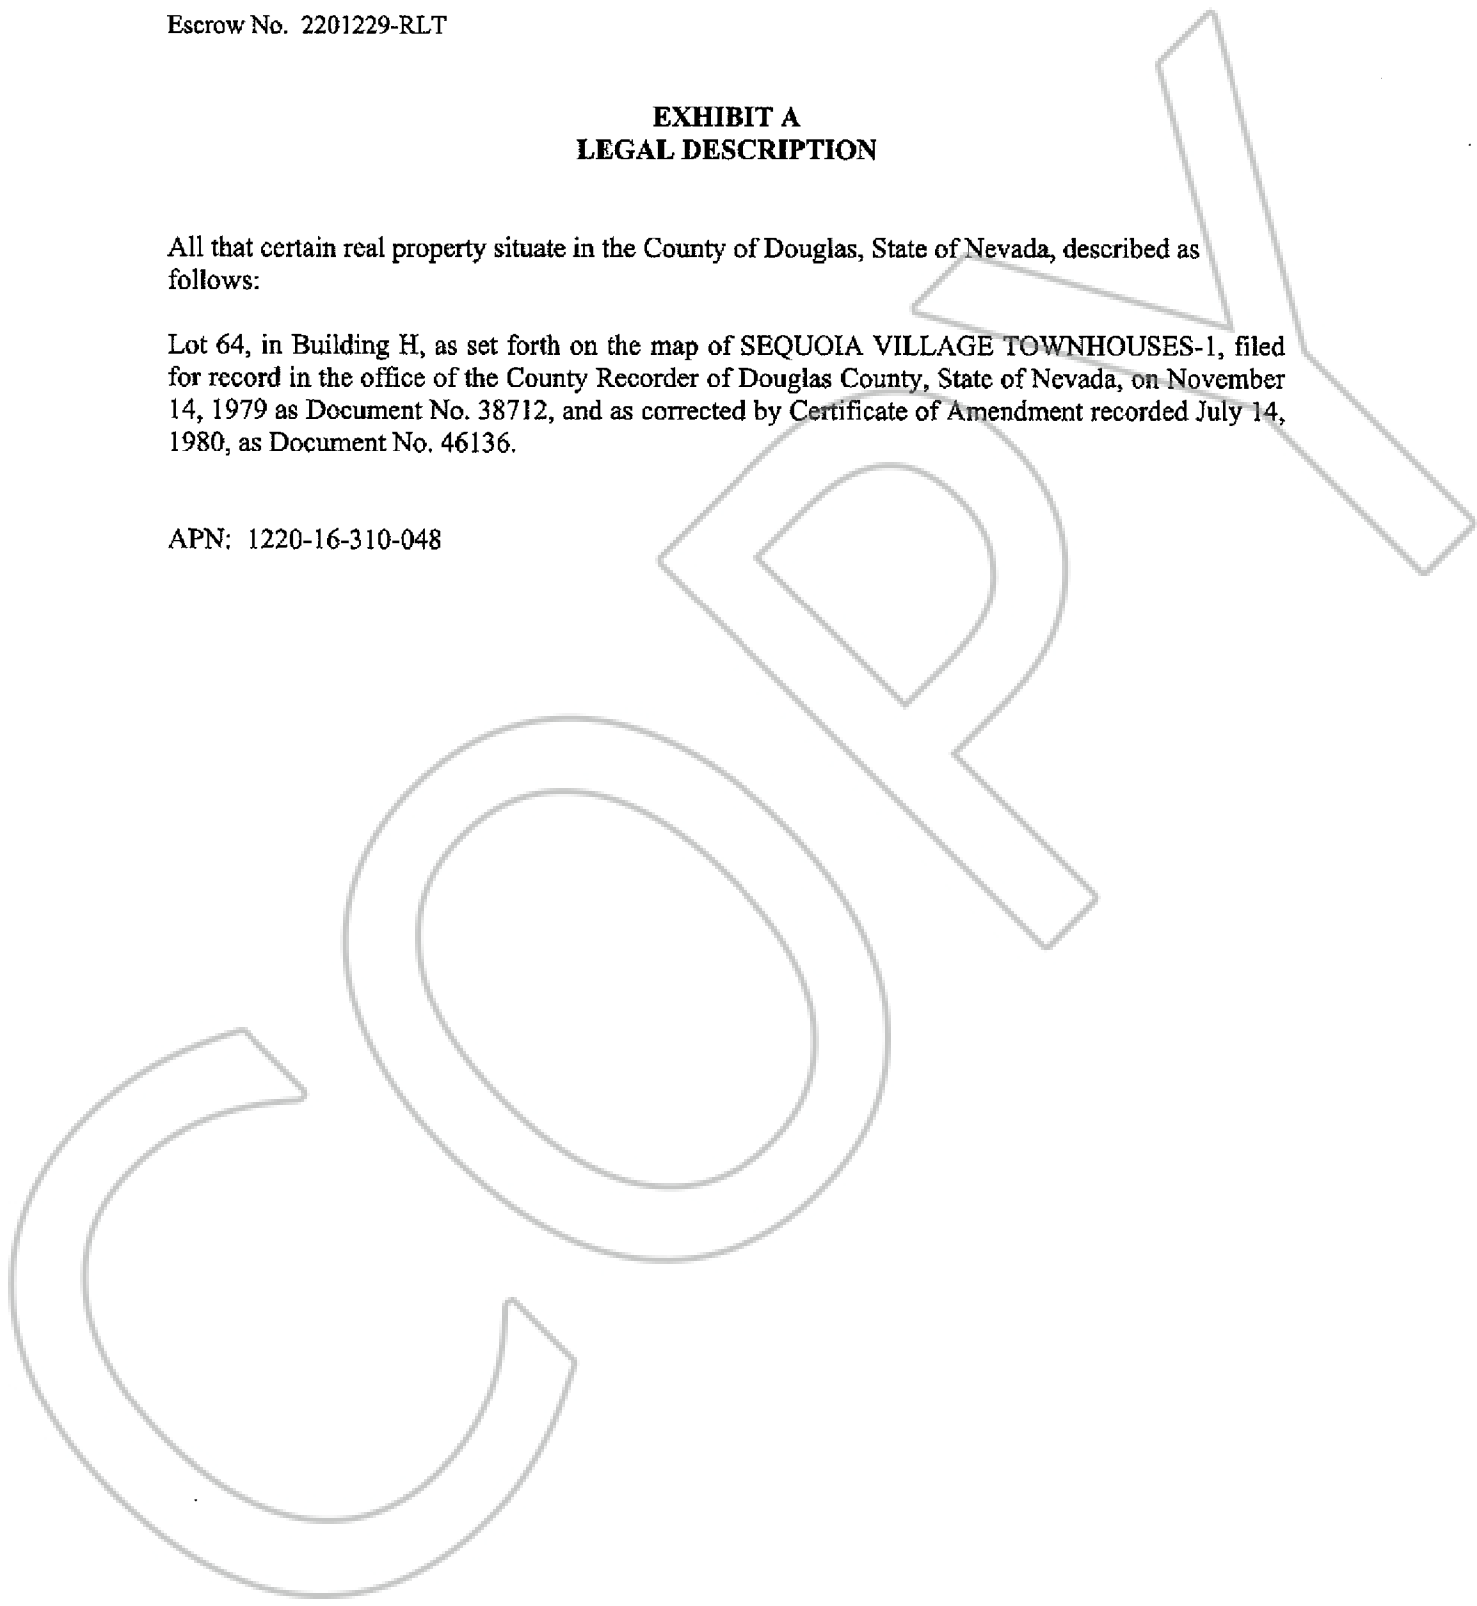 Escrow No. 2201229-RLT
EXHIBIT A
LEGAL DESCRIPTION
All that certain real property situate in the County of Douglas, State of Nevada, described as
follows:
Lot 64, in Building H, as set forth on the map of SEQUOIA VILLAGE TOWNHOUSES-1, filed
for record in the office of the County Recorder of Douglas County, State of Nevada, on November
14, 1979 as Document No. 38712, and as corrected by Certificate of Amendment recorded July 14,
1980, as Document No. 46136.
APN: 1220-16-310-048
COPY